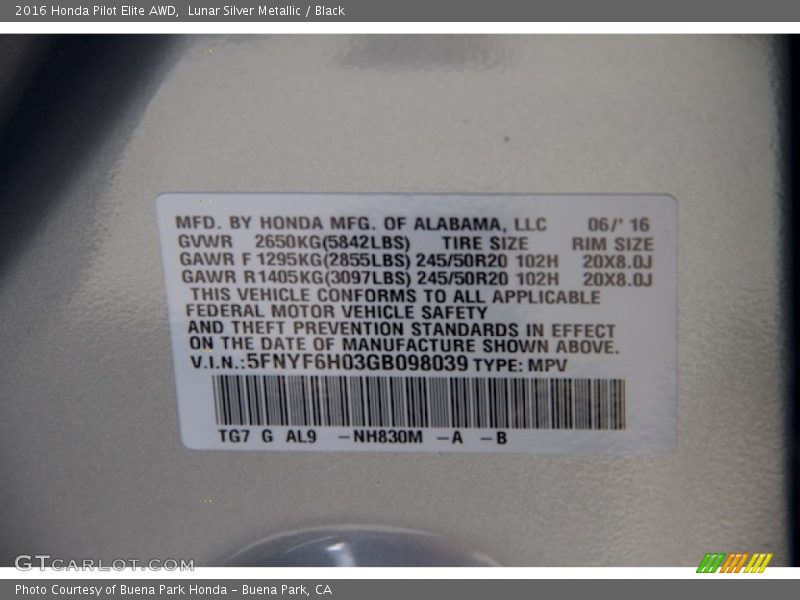 2016 Honda Pilot Elite AWD, Lunar Silver Metallic / Black
MFD. BY HONDA MFG. OF ALABAMA, LLC 06/' 16
GVWR 2650KG(5842LBS) TIRE SIZE RIM SIZE
GAWR F 1295KG(2855LBS) 245/50R20 102H 20X8.0J
GAWR R1405KG(3097LBS) 245/50R20 102H 20X8.0J
THIS VEHICLE CONFORMS TO ALL APPLICABLE
FEDERAL MOTOR VEHICLE SAFETY
AND THEFT PREVENTION STANDARDS IN EFFECT
ON THE DATE OF MANUFACTURE SHOWN ABOVE.
V.I.N.:5FNYF6H03GB098039 TYPE: MPV
TG7 G AL9 -NH830M -A -B
GTCARLOT.COM
Photo Courtesy of Buena Park Honda - Buena Park, CA